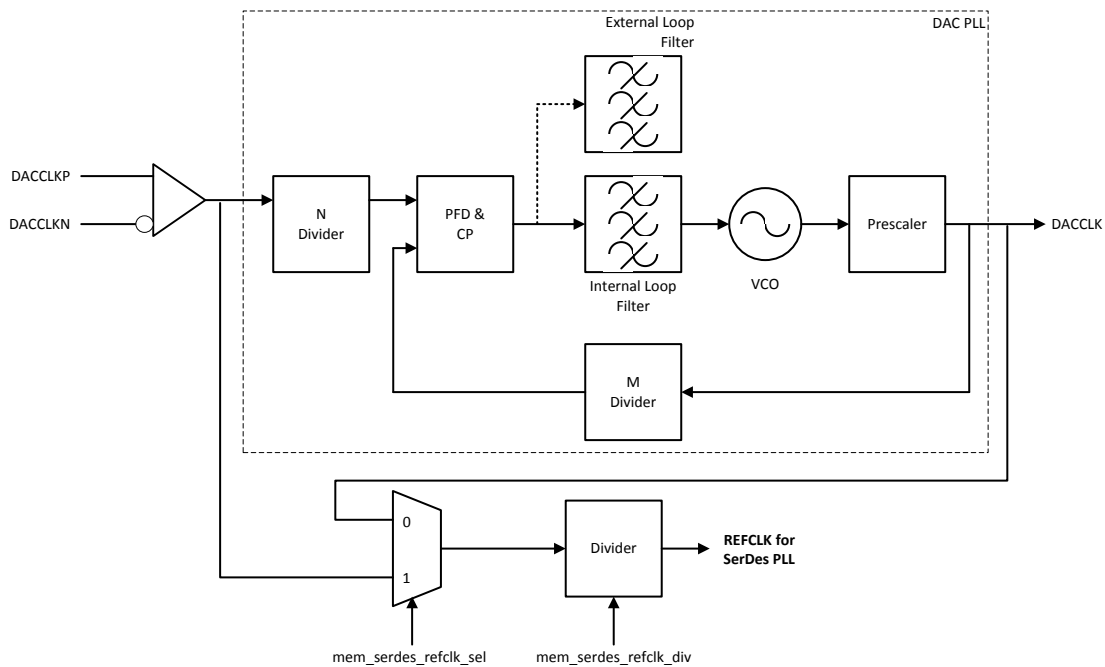 External Loop
Filter
DAC PLL
DACCLKP
DACCLKN
N
Divider
PFD &
CP
Internal Loop
Filter
VCO
Prescaler
DACCLK
M
Divider
0
1
Divider
REFCLK for
SerDes PLL
mem_serdes_refclk_sel
mem_serdes_refclk_div